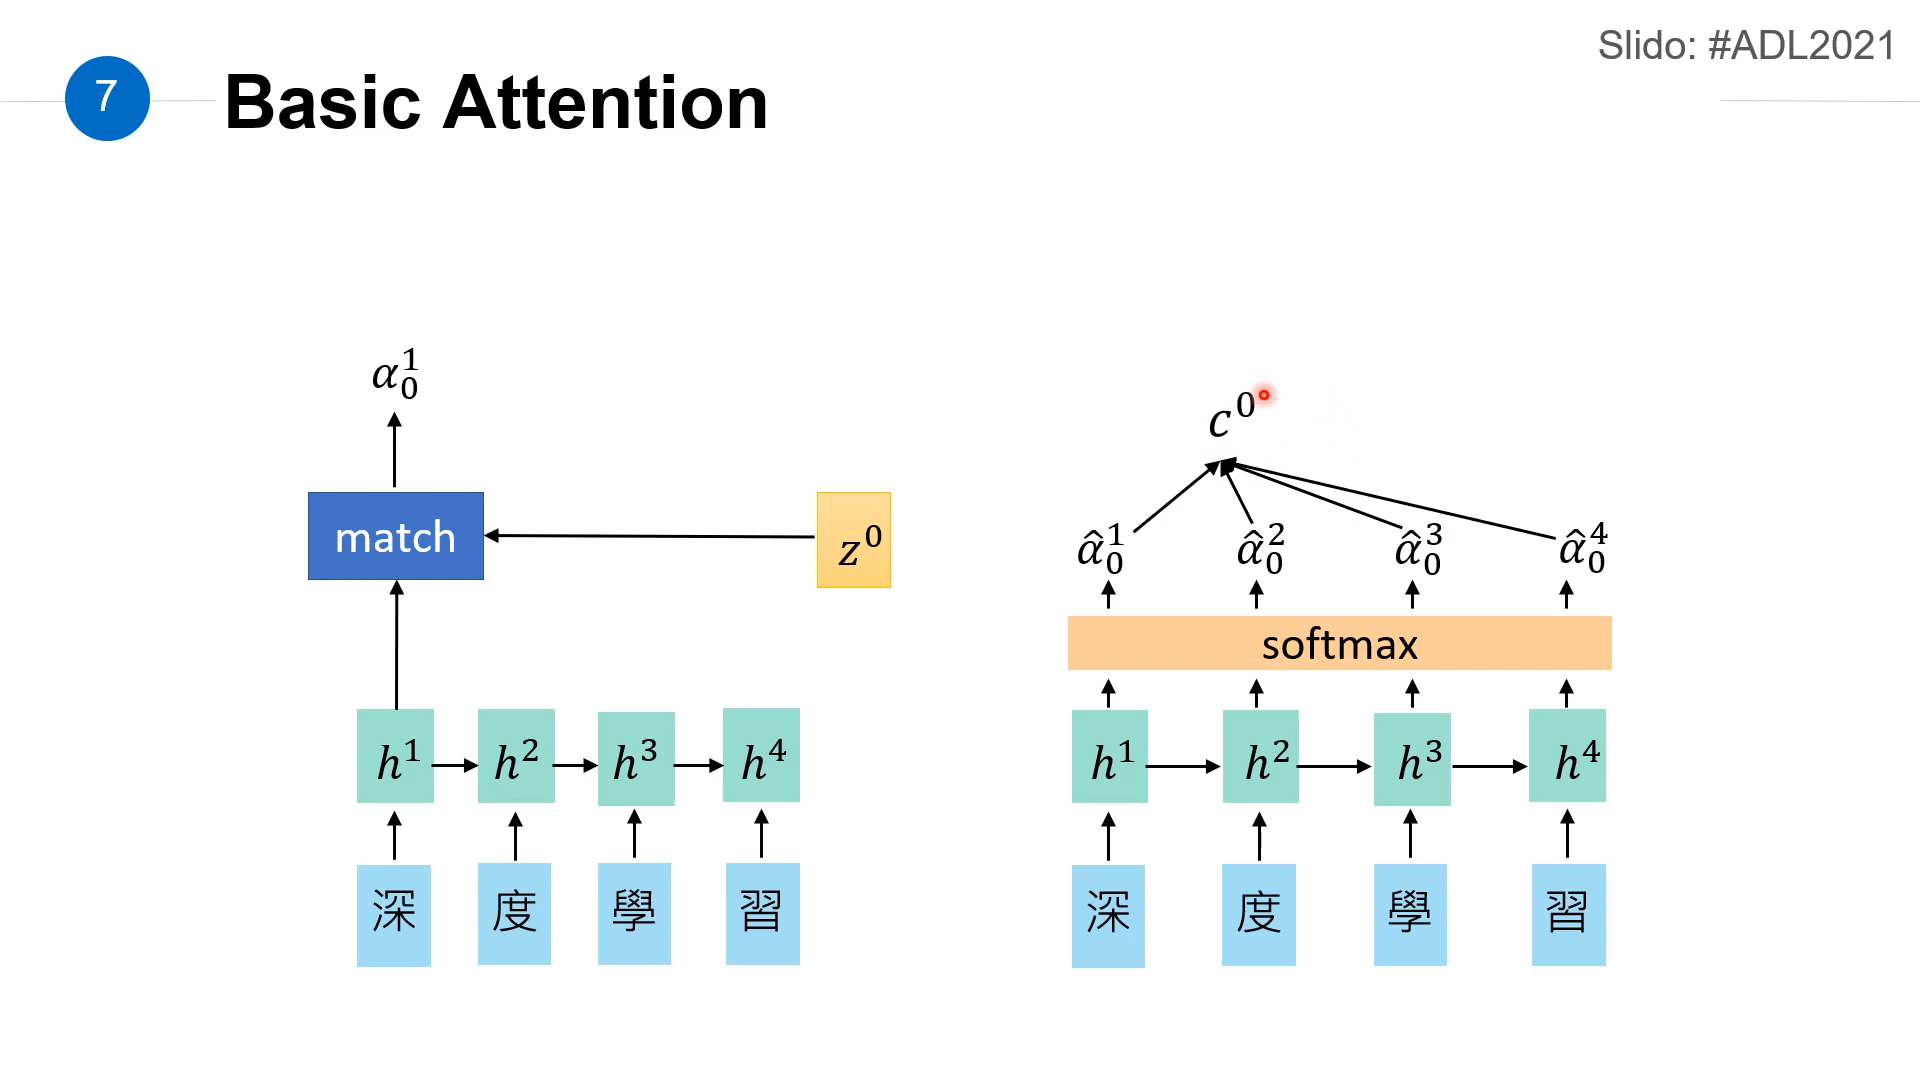 Slido: #ADL2021
7
Basic Attention
α₀¹
match
z⁰
h¹ h² h³ h⁴
深 度 學 習
c⁰
α̂₀¹ α̂₀² α̂₀³ α̂₀⁴
softmax
h¹ h² h³ h⁴
深 度 學 習